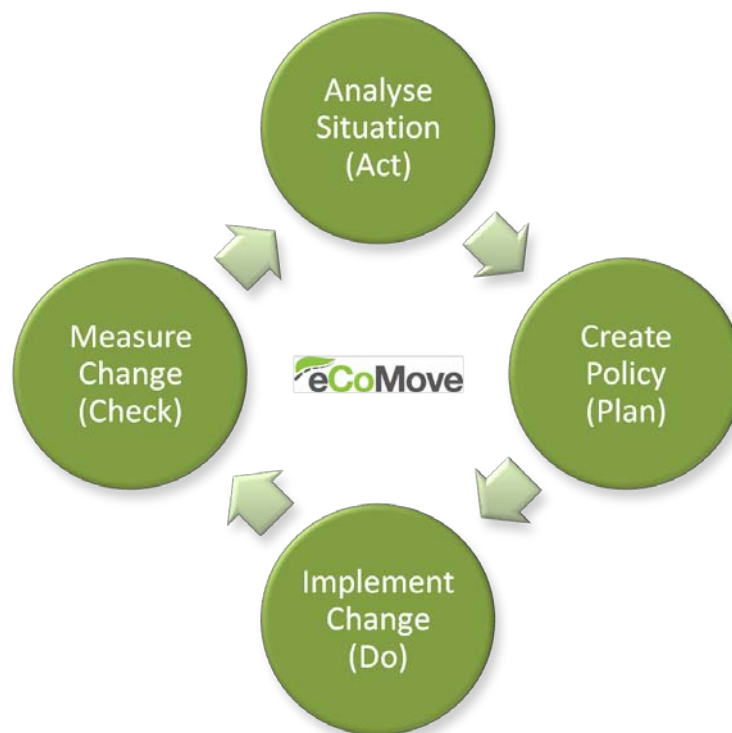 Analyse
Situation
(Act)
Measure
Change
(Check)
eCoMove
Create
Policy
(Plan)
Implement
Change
(Do)